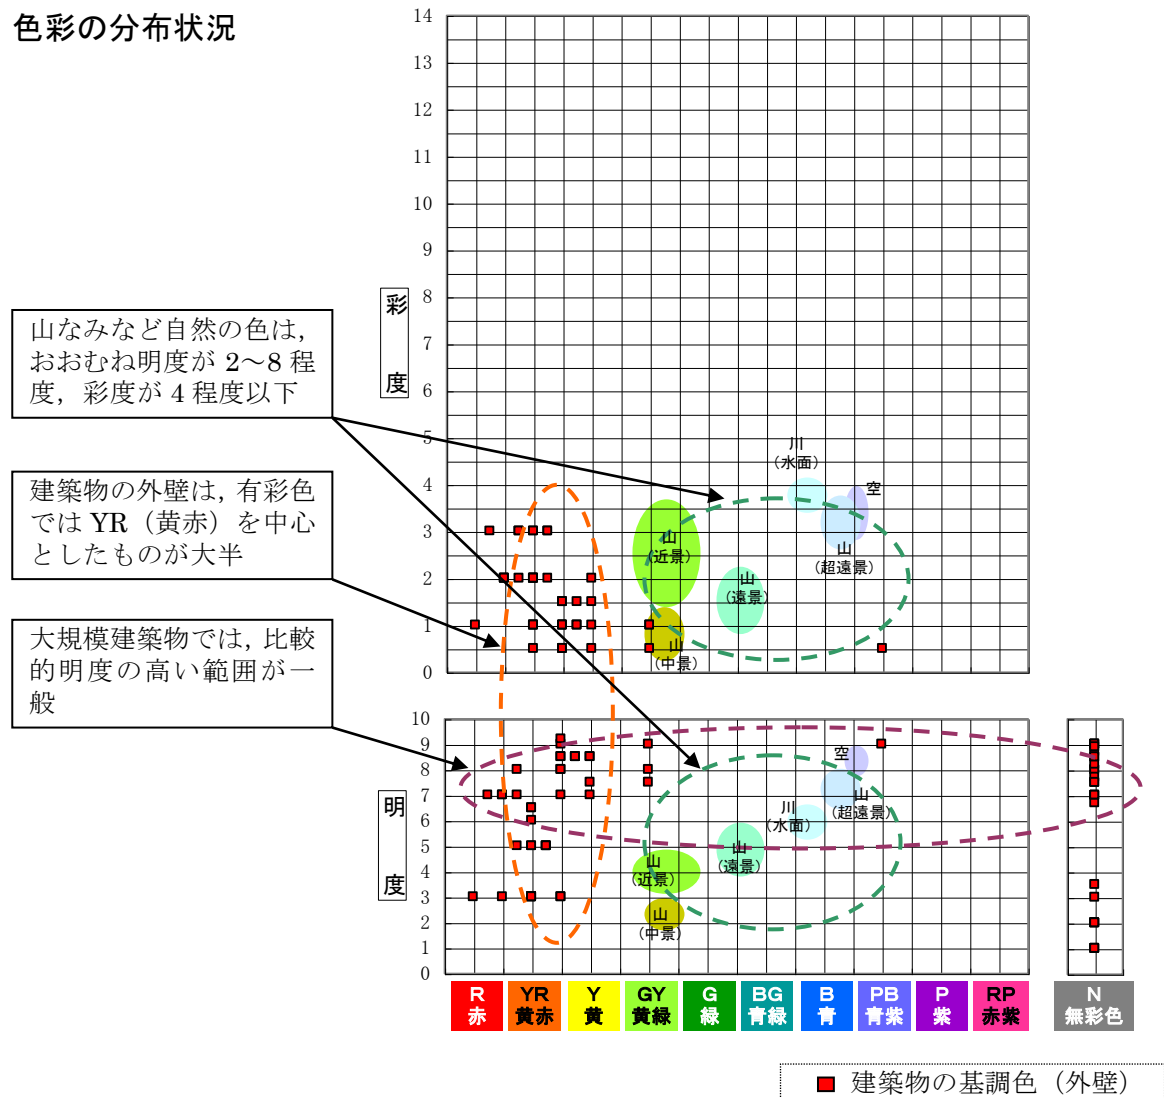 色彩の分布状況
14
13
12
11
10
9
8
7
6
5
4
3
2
1
0
彩度
山なみなど自然の色は，
おおむね明度が 2～8 程
度，彩度が 4 程度以下
建築物の外壁は，有彩色
では YR（黄赤）を中心
としたものが大半
大規模建築物では，比較
的明度の高い範囲が一
般
川
（水面）
空
山
（近景）
山
（超遠景）
山
（遠景）
山
（中景）
10
9
8
7
6
5
4
3
2
1
0
明度
空
山
（超遠景）
川
（水面）
山
（遠景）
山
（近景）
山
（中景）
R
赤
YR
黄赤
Y
黄
GY
黄緑
G
緑
BG
青緑
B
青
PB
青紫
P
紫
RP
赤紫
N
無彩色
建築物の基調色（外壁）